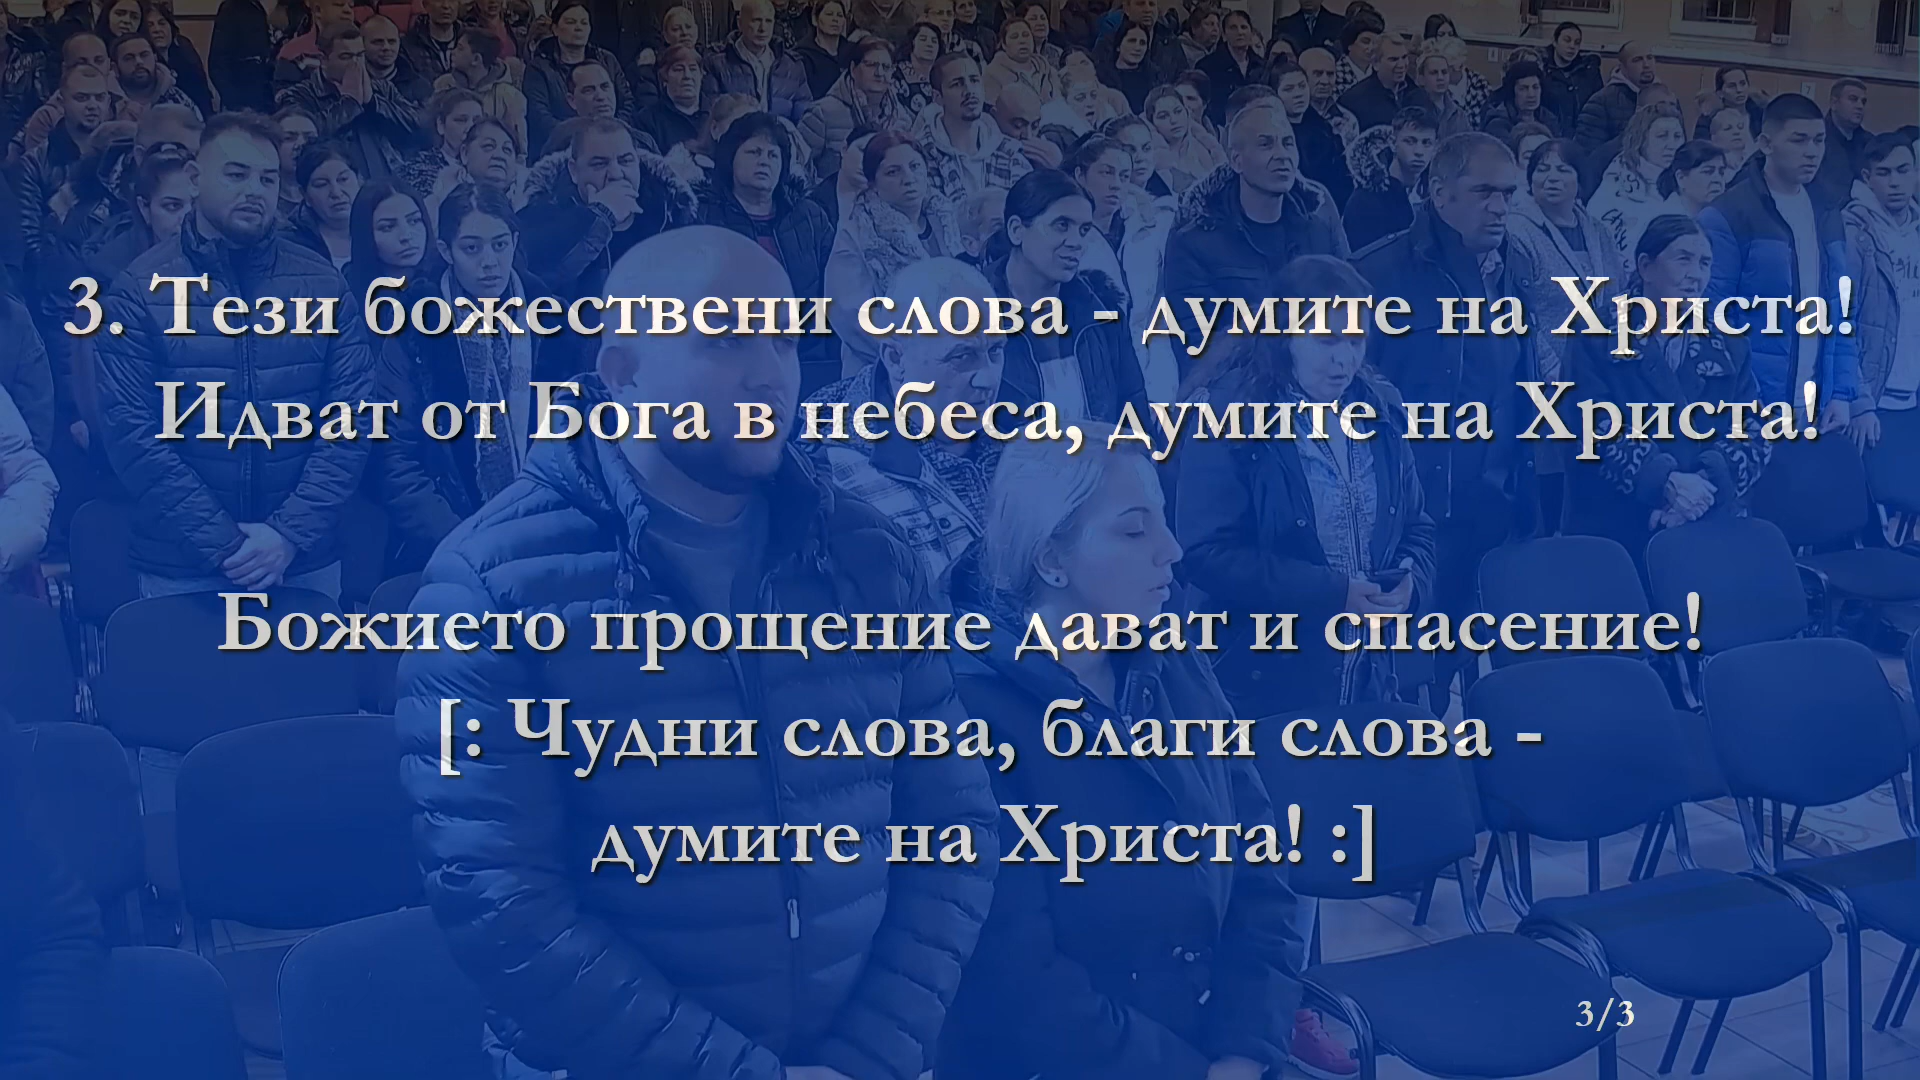 3. Тези божествени слова - думите на Христа!
Идват от Бога в небеса, думите на Христа!
Божието прощение дават и спасение!
[: Чудни слова, благи слова -
думите на Христа! :]
3/3